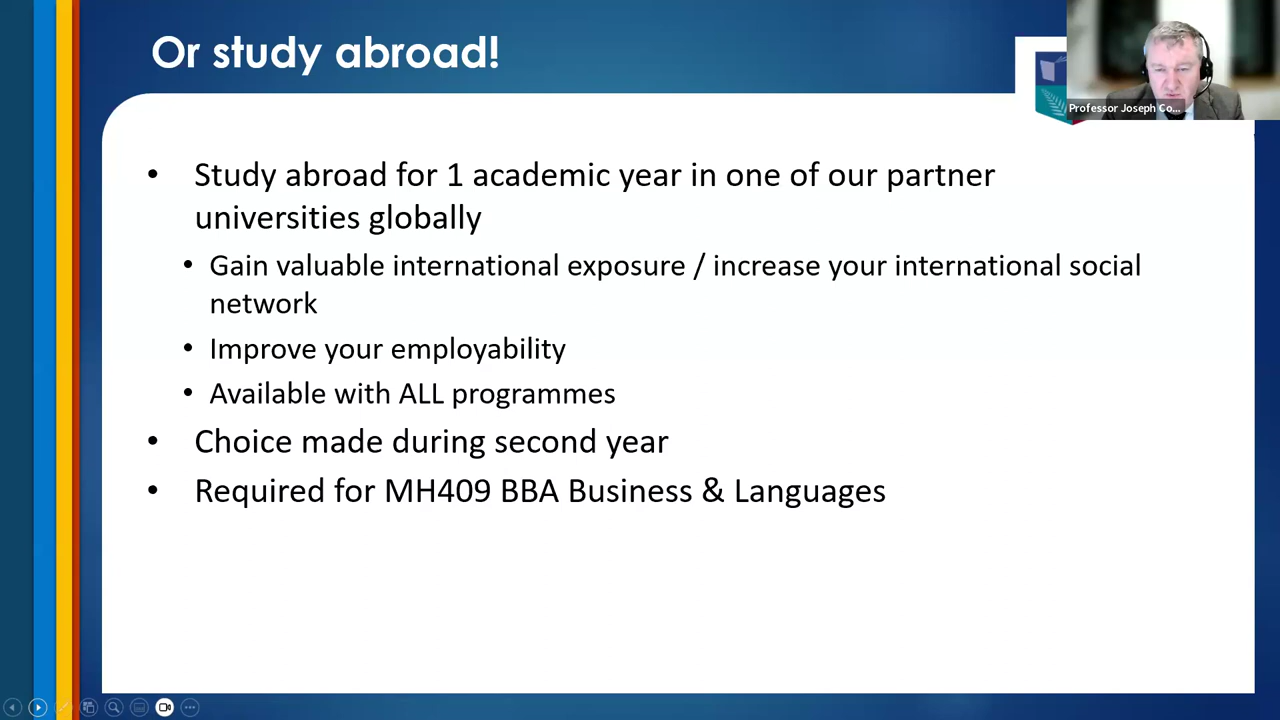 Or study abroad!
Professor Joseph Co...
• Study abroad for 1 academic year in one of our partner
universities globally
• Gain valuable international exposure / increase your international social
network
• Improve your employability
• Available with ALL programmes
• Choice made during second year
• Required for MH409 BBA Business & Languages